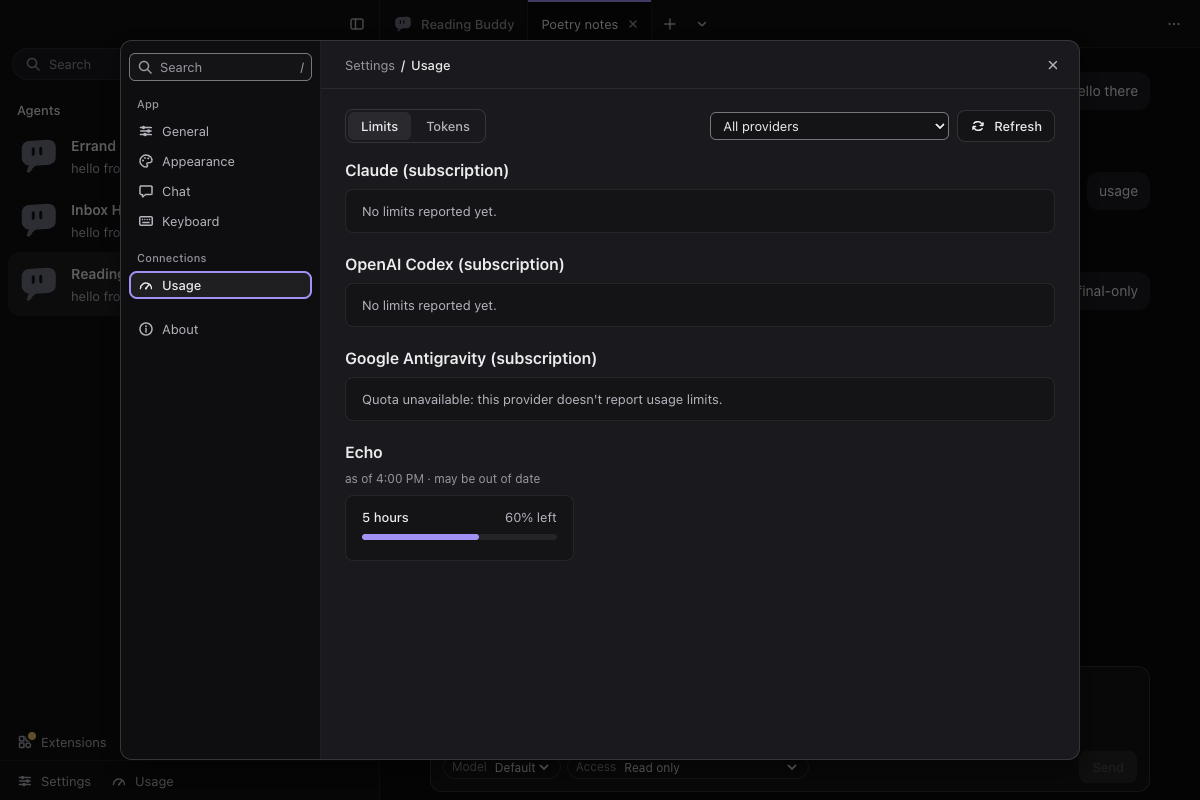 Reading Buddy
Poetry notes
Search
Agents
Errand
hello fro
Inbox H
hello fro
Reading
hello fro
Extensions
Settings
Usage
Search /
App
General
Appearance
Chat
Keyboard
Connections
Usage
About
Settings / Usage
Limits Tokens
All providers
Refresh
Claude (subscription)
No limits reported yet.
OpenAI Codex (subscription)
No limits reported yet.
Google Antigravity (subscription)
Quota unavailable: this provider doesn't report usage limits.
Echo
as of 4:00 PM · may be out of date
5 hours 60% left
ello there
usage
final-only
Model Default
Access Read only
Send